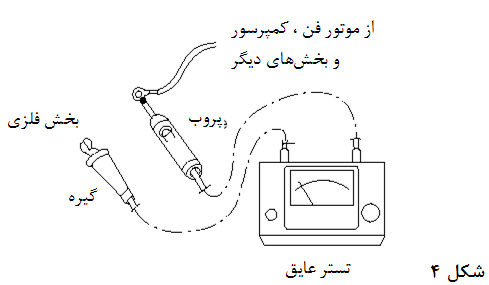 از موتور فن ، کمپرسور
و بخش‌های دیگر
پروب
بخش فلزی
گیره
تستر عایق
شکل ۴